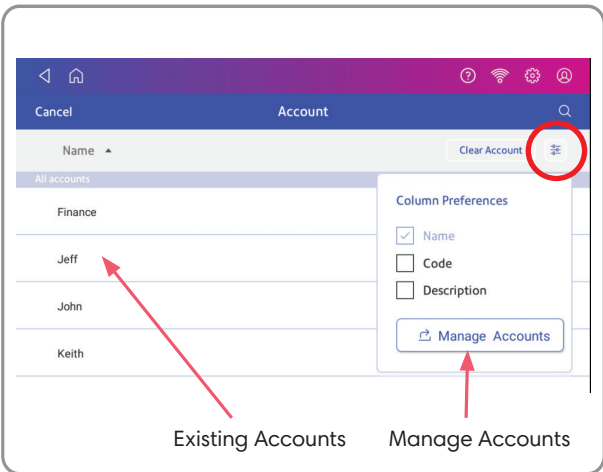 Cancel Account
Name Clear Account
All accounts
Column Preferences
Finance
Name
Jeff
Code
Description
John
Manage Accounts
Keith
Existing Accounts Manage Accounts